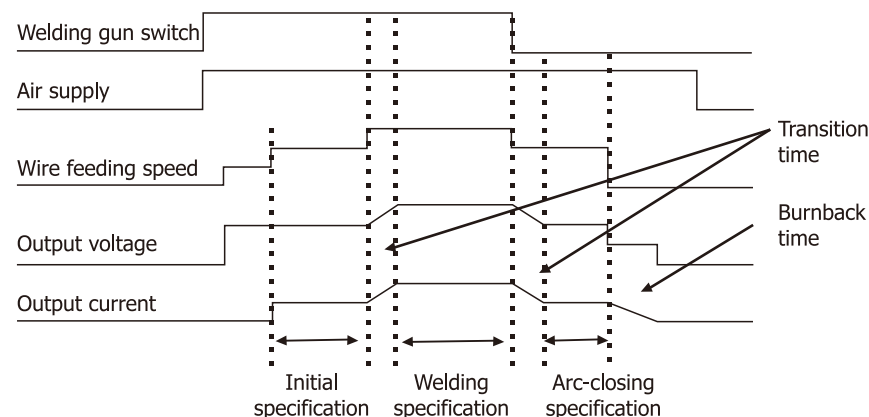 Welding gun switch
Air supply
Wire feeding speed
Output voltage
Output current
Transition
time
Burnback
time
Initial
specification
Welding
specification
Arc-closing
specification